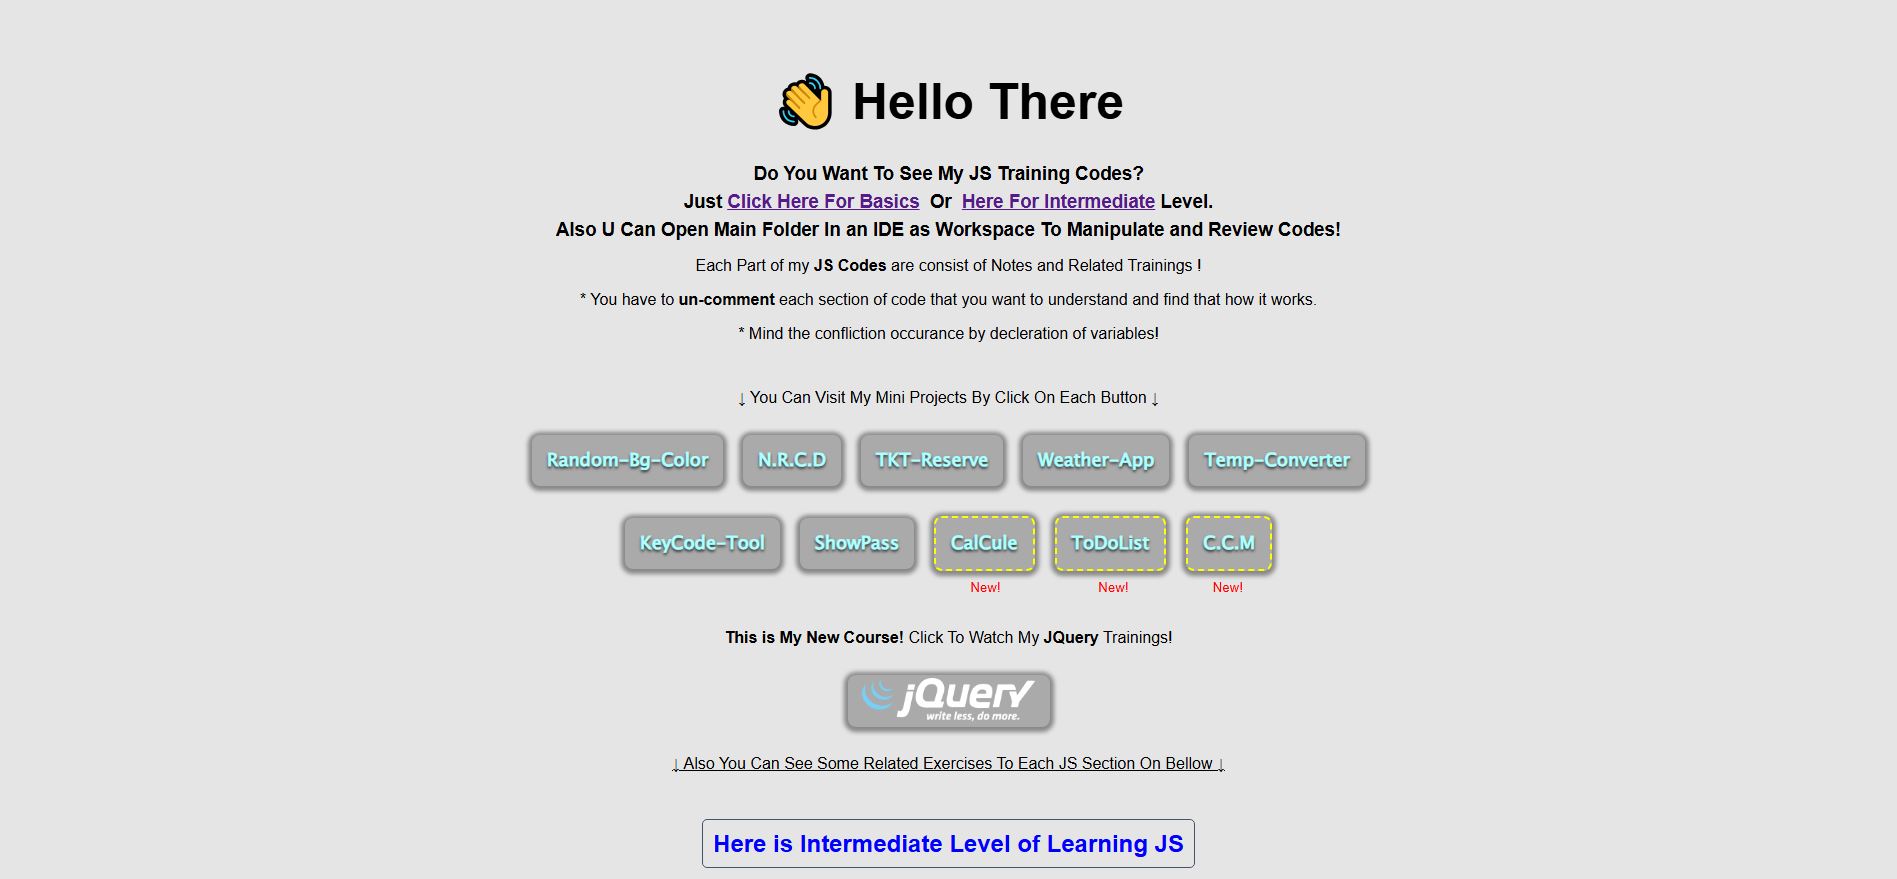 👋 Hello There
Do You Want To See My JS Training Codes?
Just Click Here For Basics Or Here For Intermediate Level.
Also U Can Open Main Folder In an IDE as Workspace To Manipulate and Review Codes!
Each Part of my JS Codes are consist of Notes and Related Trainings !
* You have to un-comment each section of code that you want to understand and find that how it works.
* Mind the confliction occurance by decleration of variables!
↓ You Can Visit My Mini Projects By Click On Each Button ↓
Random-Bg-Color N.R.C.D TKT-Reserve Weather-App Temp-Converter
KeyCode-Tool ShowPass CalCule ToDoList C.C.M
New! New! New!
This is My New Course! Click To Watch My JQuery Trainings!
jQuery
write less, do more.
↓ Also You Can See Some Related Exercises To Each JS Section On Bellow ↓
Here is Intermediate Level of Learning JS